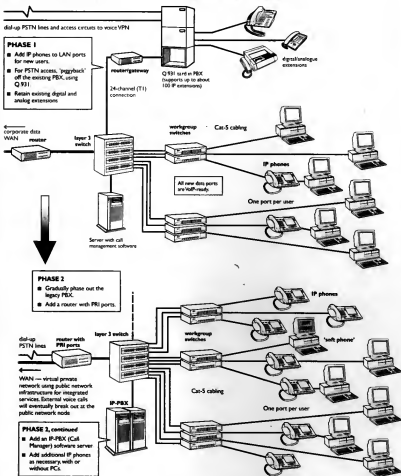 dial-up PSTN lines and access circuits to voice VPN
PHASE 1
■ Add IP phones to LAN ports
for new users.
■ For PSTN access, 'piggyback'
off the existing PBX, using
Q.931
■ Retain existing digital and
analog extensions
router/gateway
24-channel (T1)
connection
Q.931 trunk in PBX
(supports up to about
100 IP extensions)
digital/analogue
extensions
corporate data
WAN
router
layer 3
switch
workgroup
switches
Cat-5 cabling
IP phones
All new data ports
are VoIP-ready.
One port per user
Server with call
management software
PHASE 2
■ Gradually phase out the
legacy PBX.
■ Add a router with PRI ports.
dial-up
PSTN lines
router with
PRI ports
layer 3 switch
workgroup
switches
IP phones
'soft phone'
WAN — virtual private
network using public network
infrastructure for integrated
services. External voice calls
will eventually break out at the
public network
IP-PBX
Cat-5 cabling
One port per user
PHASE 2, continued
■ Add an IP-PBX (Call
Manager) software server
■ Add additional IP phones
as necessary, with or
without PCs.